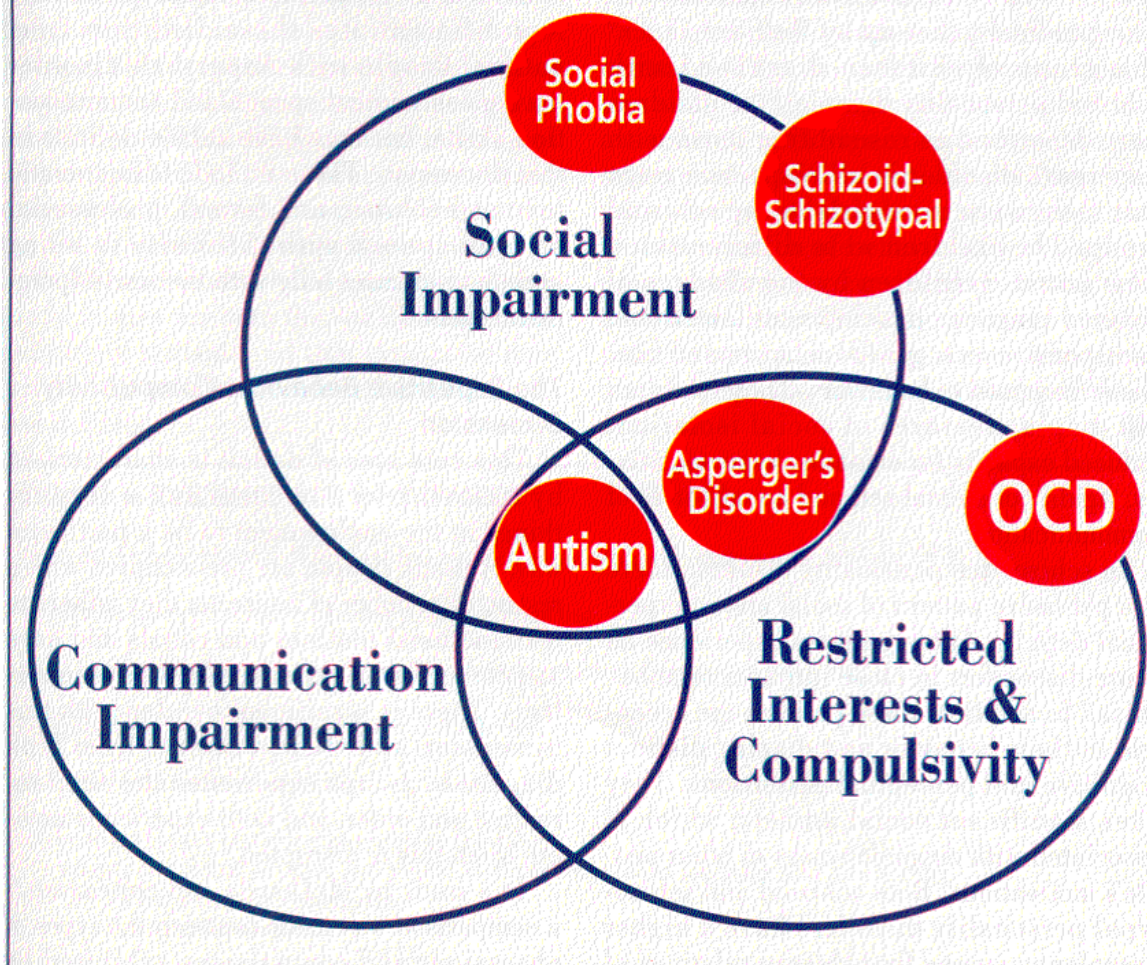 Social
Phobia
Schizoid-
Schizotypal
Social
Impairment
Asperger's
Disorder
OCD
Autism
Communication
Impairment
Restricted
Interests &
Compulsivity